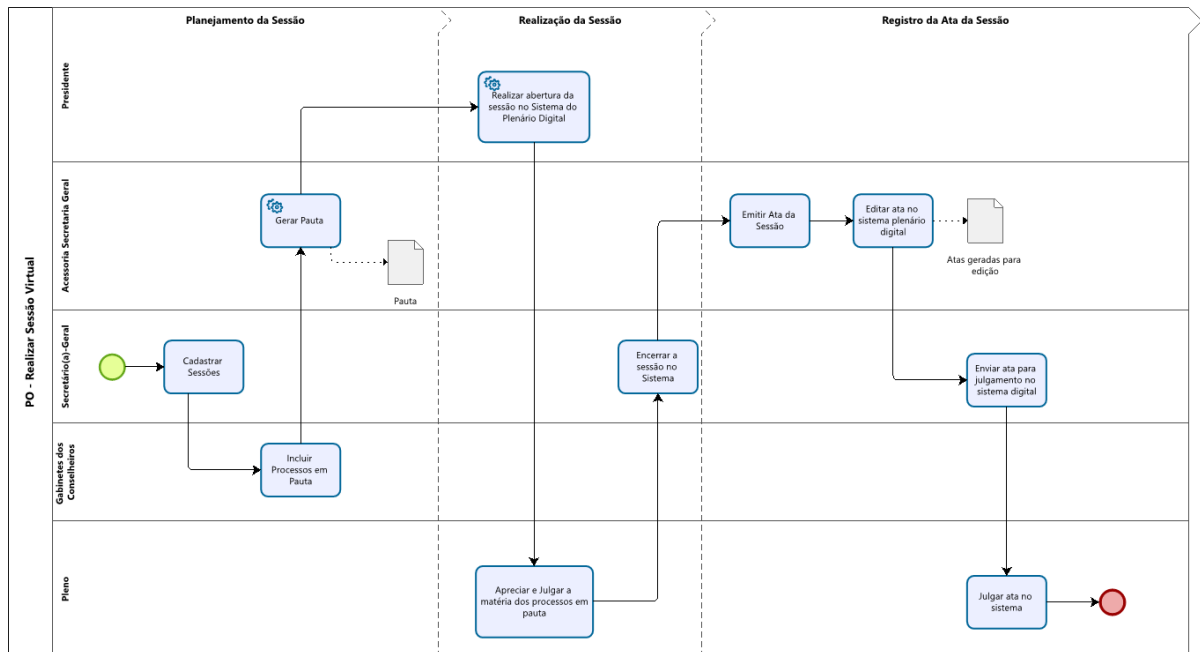 Planejamento da Sessão
Realização da Sessão
Registro da Ata da Sessão
PO - Realizar Sessão Virtual
Presidente
Realizar abertura da
sessão no Sistema do
Plenário Digital
Acessoria Secretaria Geral
Gerar Pauta
Pauta
Emitir Ata da
Sessão
Editar ata no
sistema plenário
digital
Atas geradas para
edição
Secretário(a)-Geral
Cadastrar
Sessões
Encerrar a
sessão no
Sistema
Enviar ata para
julgamento no
sistema digital
Gabinetes dos
Conselheiros
Incluir
Processos em
Pauta
Pleno
Apreciar e Julgar a
matéria dos processos em
pauta
Julgar ata no
sistema